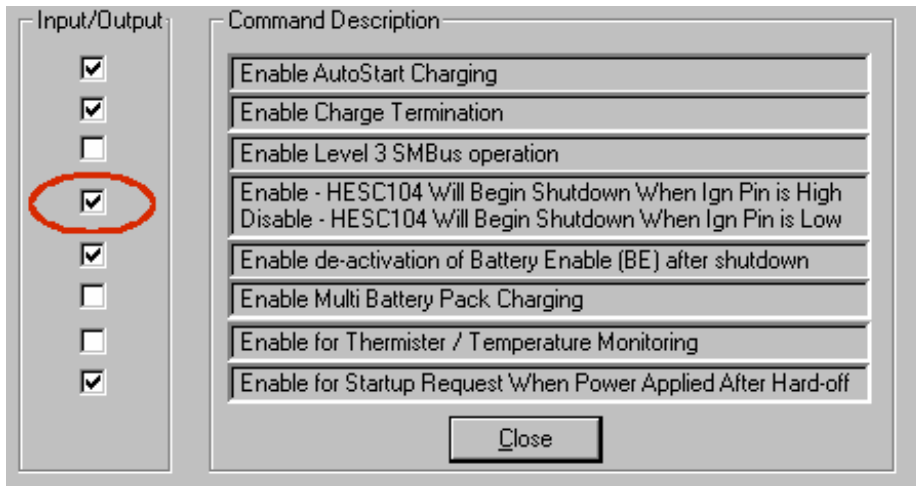 Input/Output
Command Description
Enable AutoStart Charging
Enable Charge Termination
Enable Level 3 SMBus operation
Enable - HESC104 Will Begin Shutdown When Ign Pin is High
Disable - HESC104 Will Begin Shutdown When Ign Pin is Low
Enable de-activation of Battery Enable (BE) after shutdown
Enable Multi Battery Pack Charging
Enable for Thermister / Temperature Monitoring
Enable for Startup Request When Power Applied After Hard-off
Close